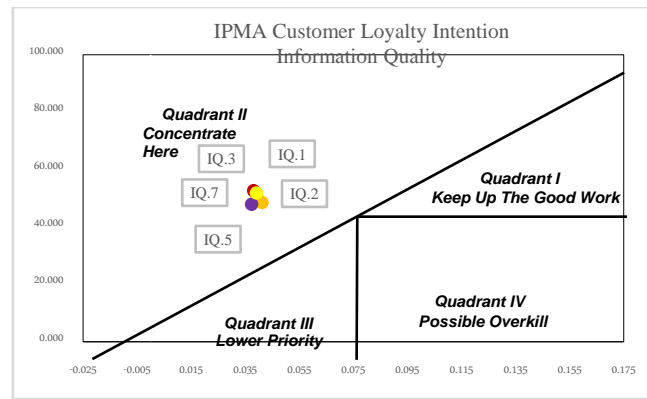 IPMA Customer Loyalty Intention
Information Quality
100.000
80.000
60.000
40.000
20.000
0.000
Quadrant II
Concentrate
Here
IQ.1
IQ.3
IQ.7
IQ.2
IQ.5
Quadrant I
Keep Up The Good Work
Quadrant IV
Possible Overkill
Quadrant III
Lower Priority
-0.025 -0.005 0.015 0.035 0.055 0.075 0.095 0.115 0.135 0.155 0.175